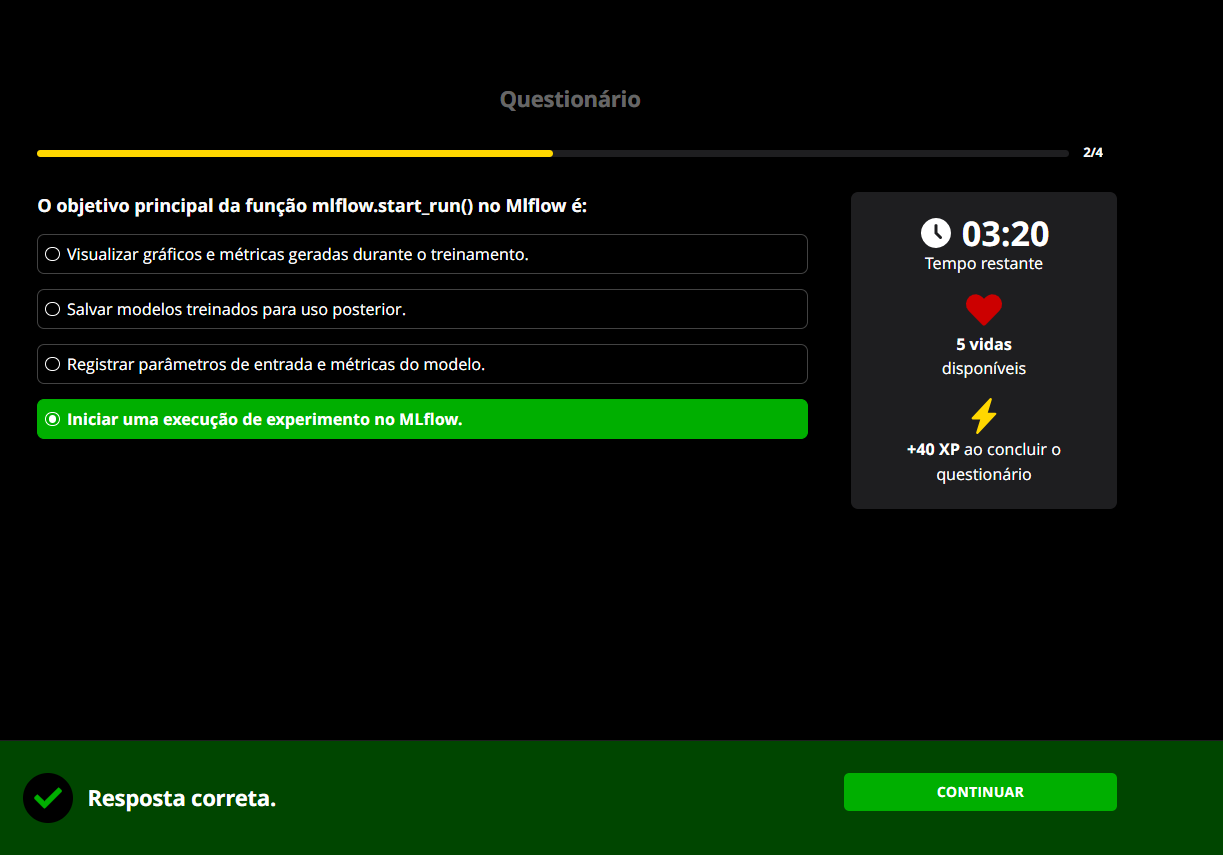 Questionário
2/4
O objetivo principal da função mlflow.start_run() no Mlflow é:
Visualizar gráficos e métricas geradas durante o treinamento.
Salvar modelos treinados para uso posterior.
Registrar parâmetros de entrada e métricas do modelo.
Iniciar uma execução de experimento no MLflow.
03:20
Tempo restante
5 vidas
disponíveis
+40 XP ao concluir o
questionário
Resposta correta.
CONTINUAR